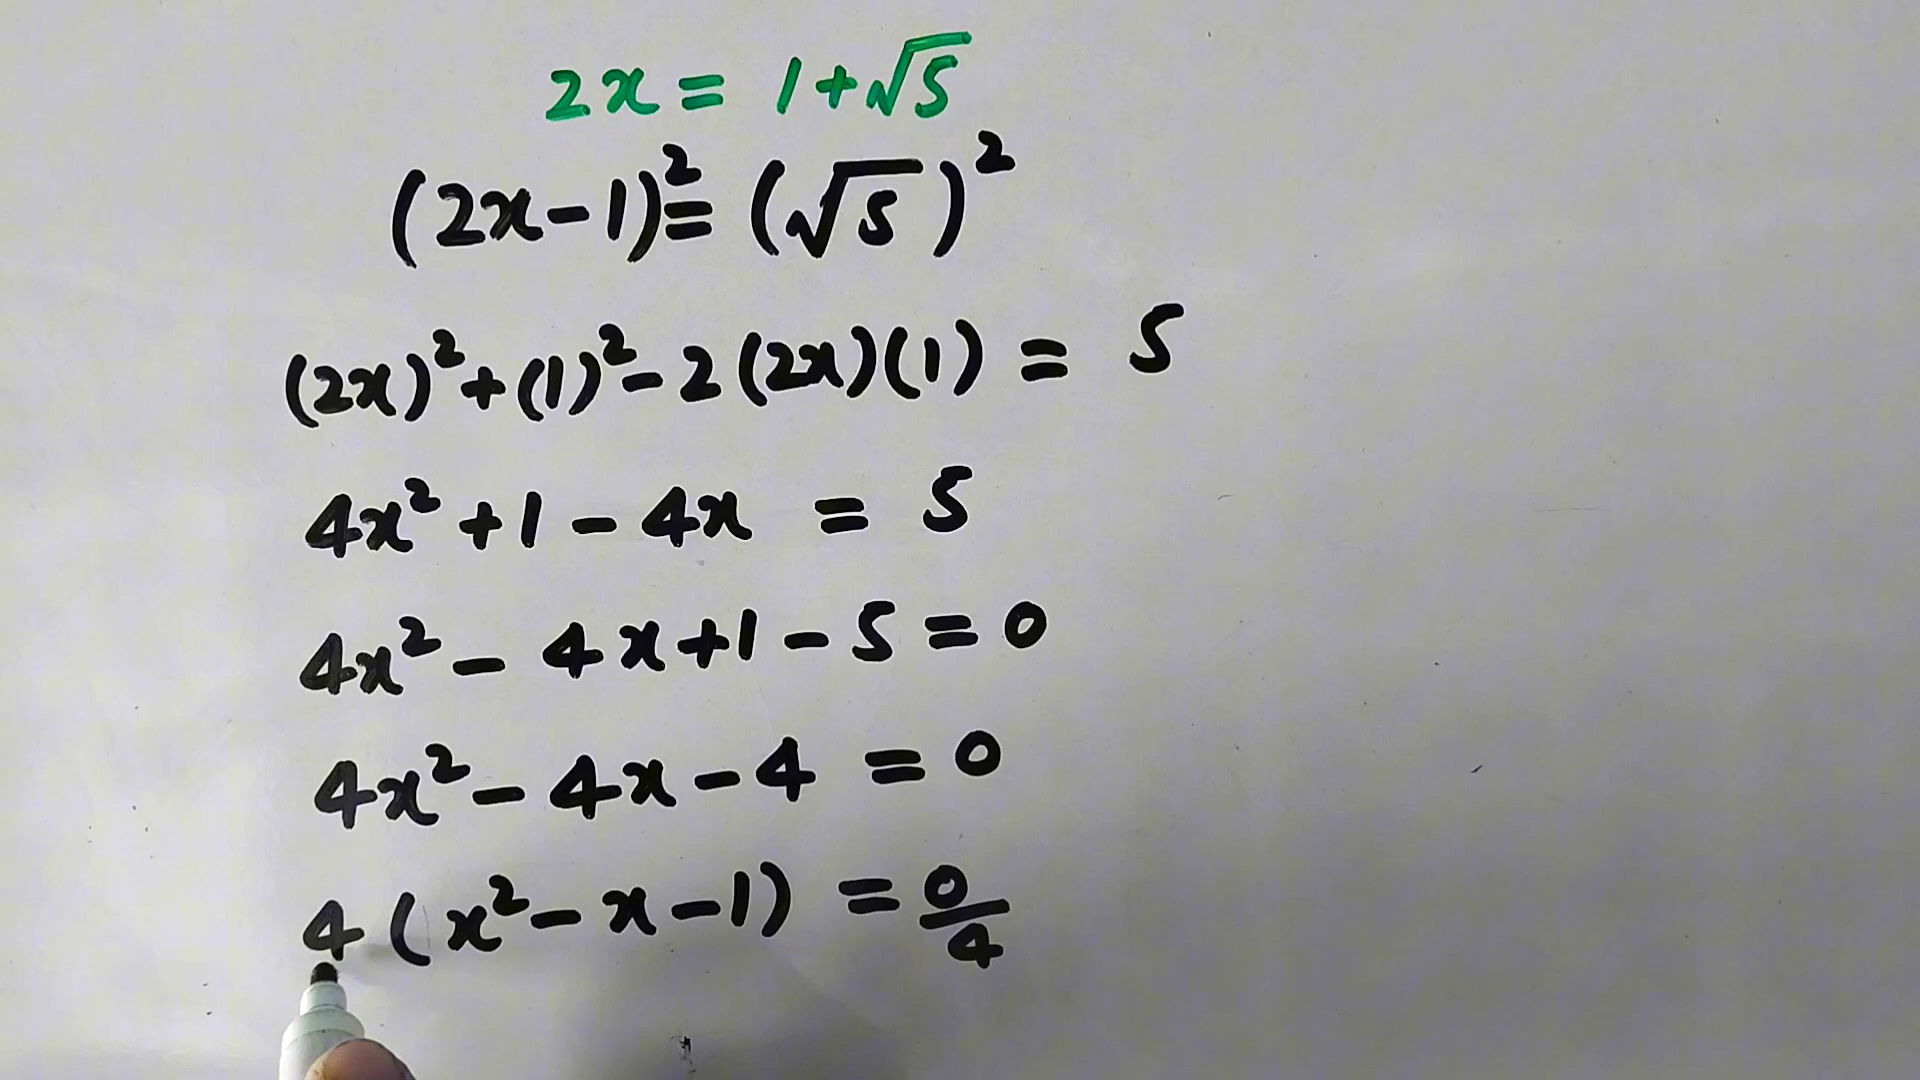 2x = 1+√5
(2x-1)² = (√5)²
(2x)²+(1)²-2(2x)(1) = 5
4x²+1-4x = 5
4x²-4x+1-5=0
4x²-4x-4 = 0
4(x²-x-1) = 0/4